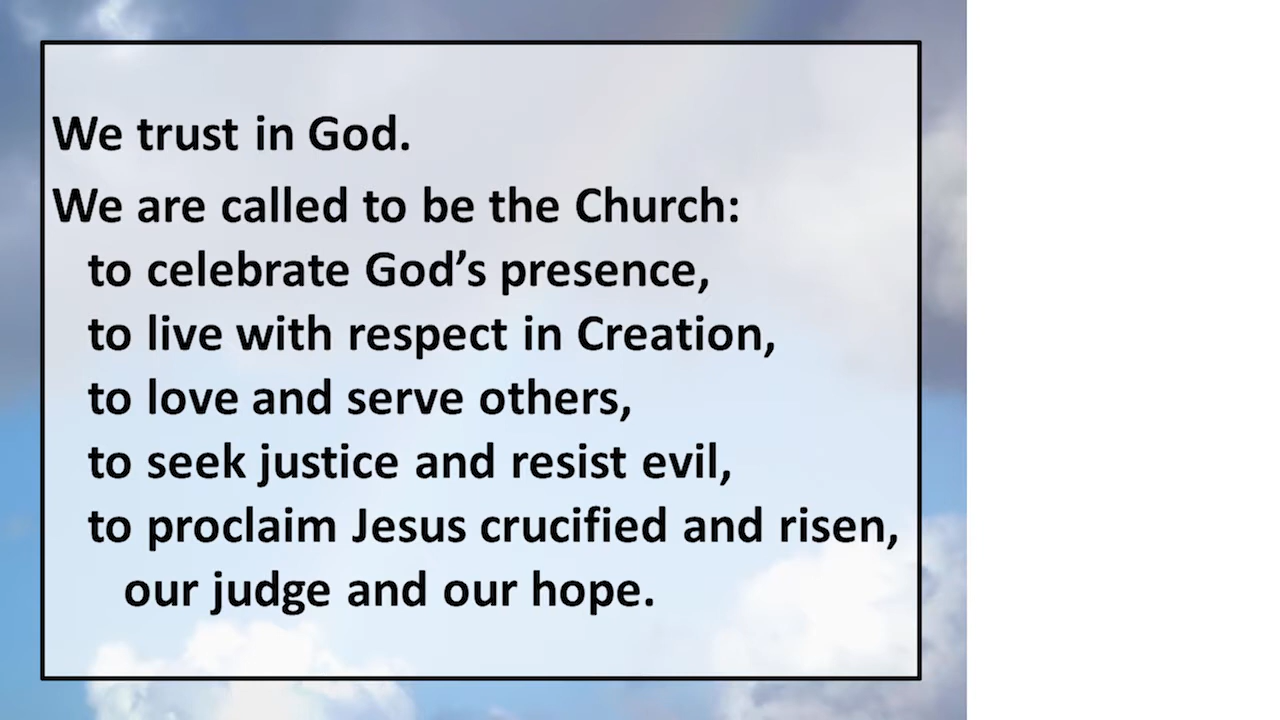 We trust in God.
We are called to be the Church:
to celebrate God’s presence,
to live with respect in Creation,
to love and serve others,
to seek justice and resist evil,
to proclaim Jesus crucified and risen,
our judge and our hope.